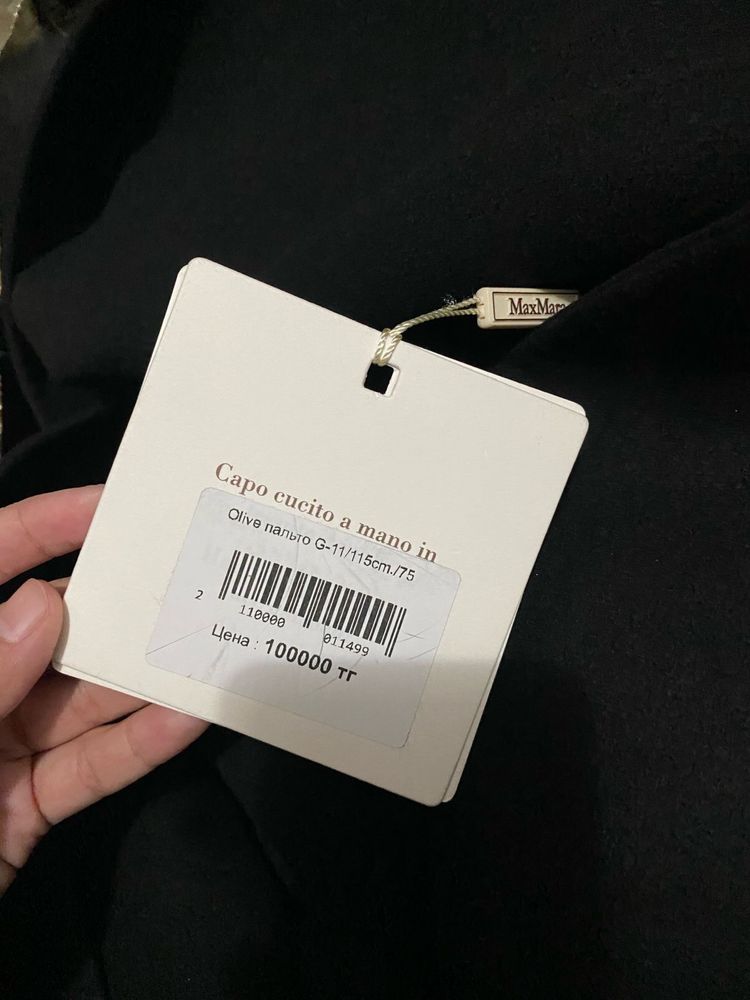 MaxMara
Capo cucito a mano in
Olive пальто G-11/115cm./75
2 110000 011499
Цена : 100000 тг